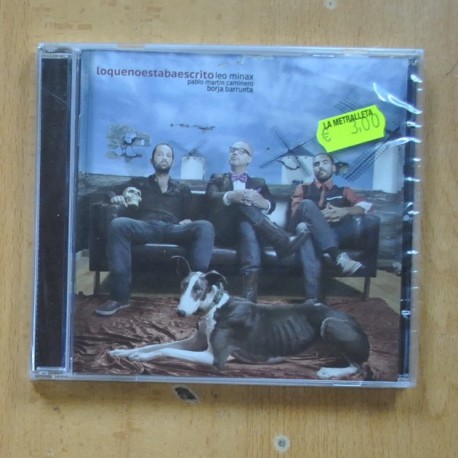 loquenoestabaescrito leo minax
pablo martín caminero
borja barrueta
LA METRALLETA
€ 3,00